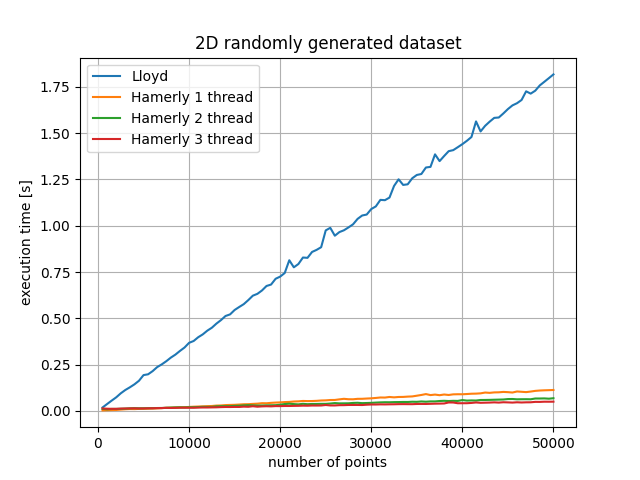 2D randomly generated dataset
Lloyd
Hamerly 1 thread
Hamerly 2 thread
Hamerly 3 thread
execution time [s]
1.75
1.50
1.25
1.00
0.75
0.50
0.25
0.00
0 10000 20000 30000 40000 50000
number of points